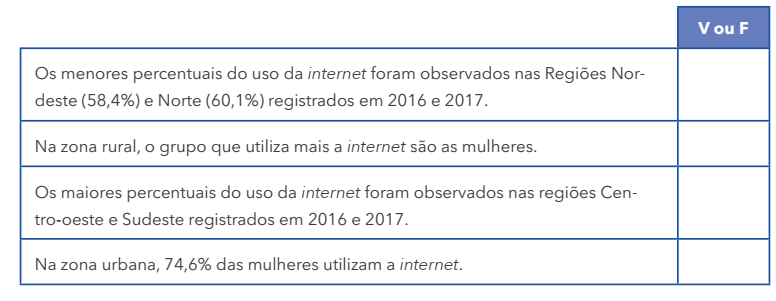 V ou F
Os menores percentuais do uso da internet foram observados nas Regiões Nor-
deste (58,4%) e Norte (60,1%) registrados em 2016 e 2017.
Na zona rural, o grupo que utiliza mais a internet são as mulheres.
Os maiores percentuais do uso da internet foram observados nas regiões Cen-
tro-oeste e Sudeste registrados em 2016 e 2017.
Na zona urbana, 74,6% das mulheres utilizam a internet.